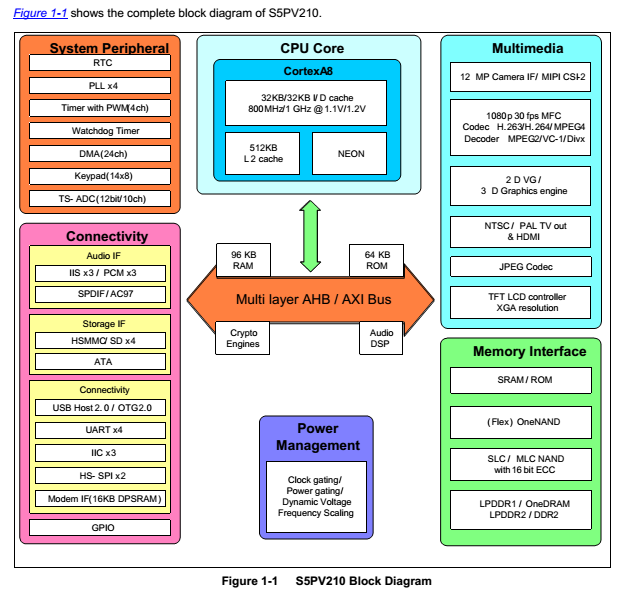 Figure 1-1 shows the complete block diagram of S5PV210.
System Peripheral
RTC
PLL x4
Timer with PWM(4ch)
Watchdog Timer
DMA(24ch)
Keypad(14x8)
TS- ADC(12bit/10ch)
CPU Core
CortexA8
32KB/32KB I/ D cache
800MHz/1 GHz @ 1.1V/1.2V
512KB
L 2 cache
NEON
Multimedia
12 MP Camera IF/ MIPI CSI-2
1080p 30 fps MFC
Codec H.263/H.264/MPEG4
Decoder MPEG2/VC-1/Divx
2 D VG /
3 D Graphics engine
NTSC / PAL TV out
& HDMI
JPEG Codec
TFT LCD controller
XGA resolution
Connectivity
Audio IF
IIS x3 / PCM x3
SPDIF/AC97
Storage IF
HSMMC/ SD x4
ATA
Connectivity
USB Host 2. 0 / OTG2.0
UART x4
IIC x3
HS- SPI x2
Modem IF(16KB DPSRAM)
GPIO
96 KB
RAM
64 KB
ROM
Multi layer AHB / AXI Bus
Crypto
Engines
Audio
DSP
Power
Management
Clock gating/
Power gating/
Dynamic Voltage
Frequency Scaling
Memory Interface
SRAM / ROM
(Flex) OneNAND
SLC / MLC NAND
with 16 bit ECC
LPDDR1 / OneDRAM
LPDDR2 / DDR2
Figure 1-1 S5PV210 Block Diagram